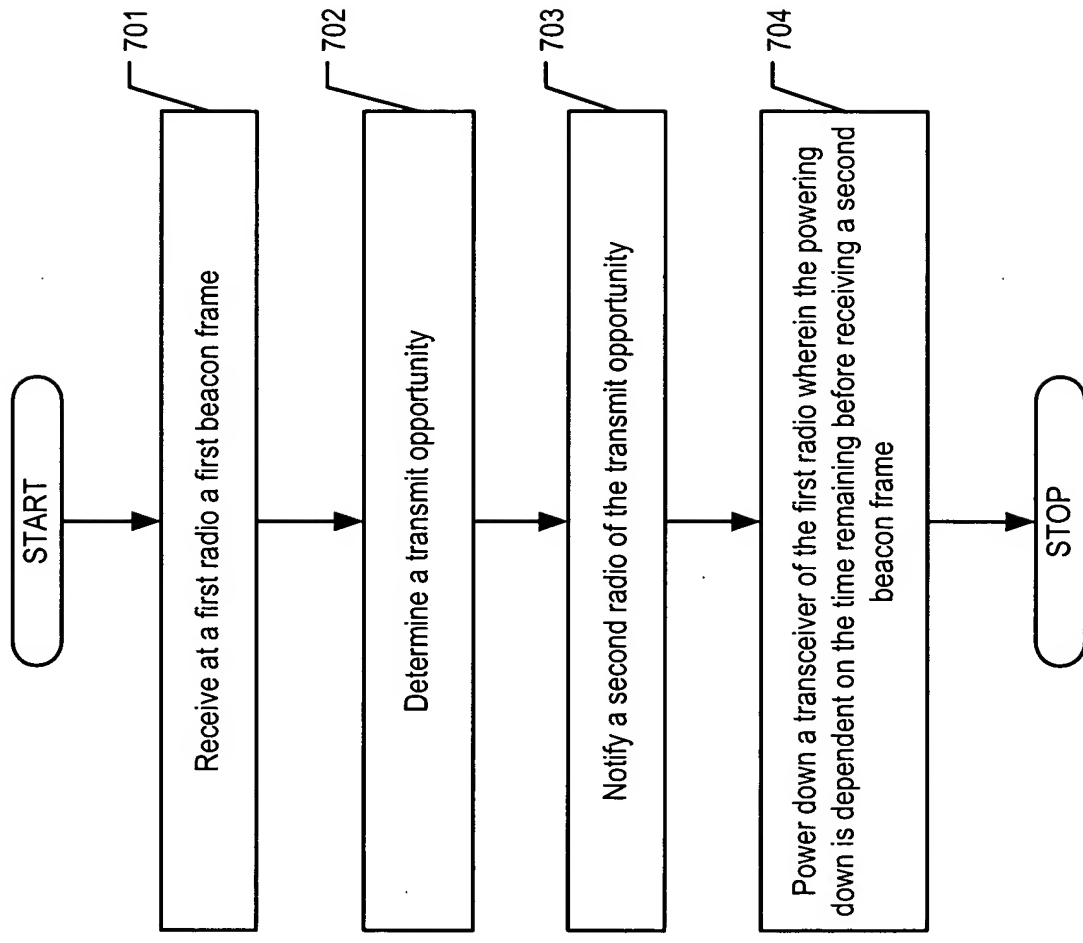 START
701
Receive at a first radio a first beacon frame
702
Determine a transmit opportunity
703
Notify a second radio of the transmit opportunity
704
Power down a transceiver of the first radio wherein the powering
down is dependent on the time remaining before receiving a second
beacon frame
STOP